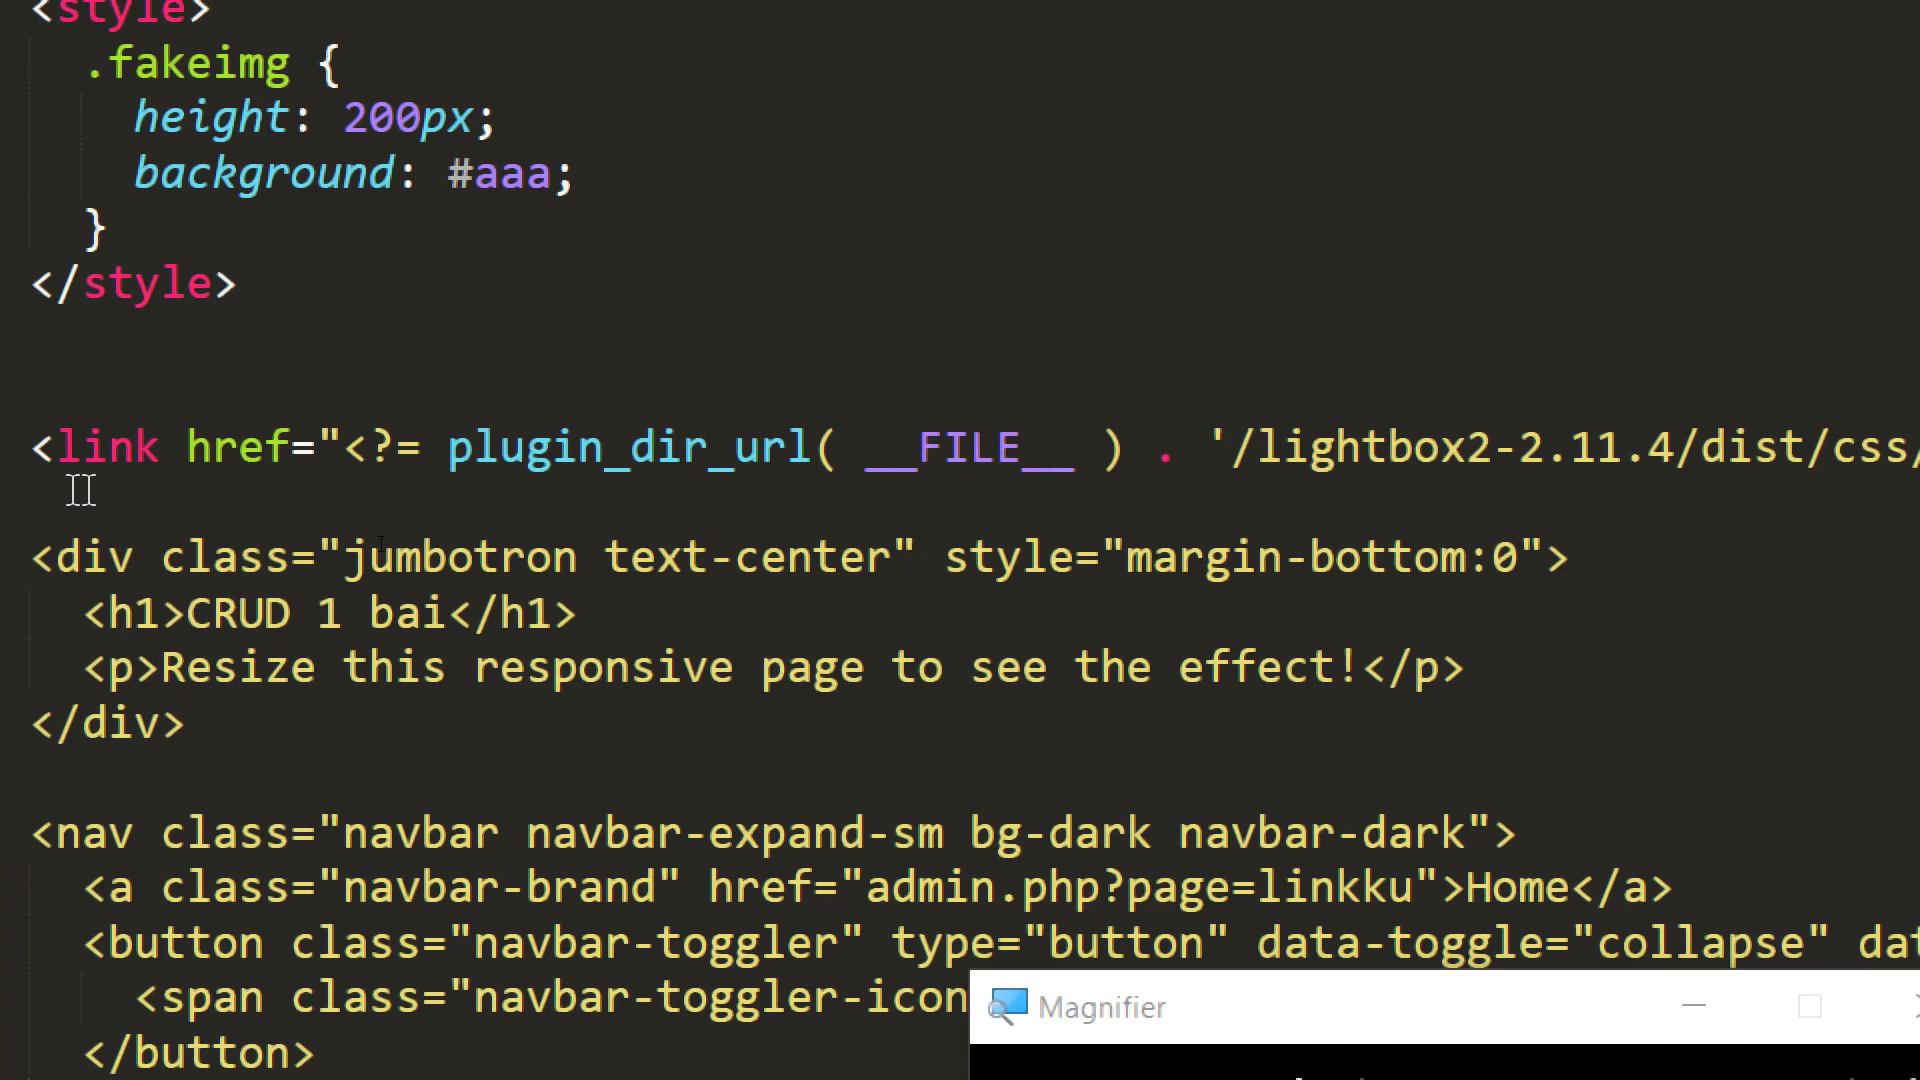 <style>
.fakeimg {
height: 200px;
background: #aaa;
}
</style>
<link href="<?= plugin_dir_url( __FILE__ ) . '/lightbox2-2.11.4/dist/css/
<div class="jumbotron text-center" style="margin-bottom:0">
<h1>CRUD 1 bai</h1>
<p>Resize this responsive page to see the effect!</p>
</div>
<nav class="navbar navbar-expand-sm bg-dark navbar-dark">
<a class="navbar-brand" href="admin.php?page=linkku">Home</a>
<button class="navbar-toggler" type="button" data-toggle="collapse" dat
<span class="navbar-toggler-icon
Magnifier
</button>